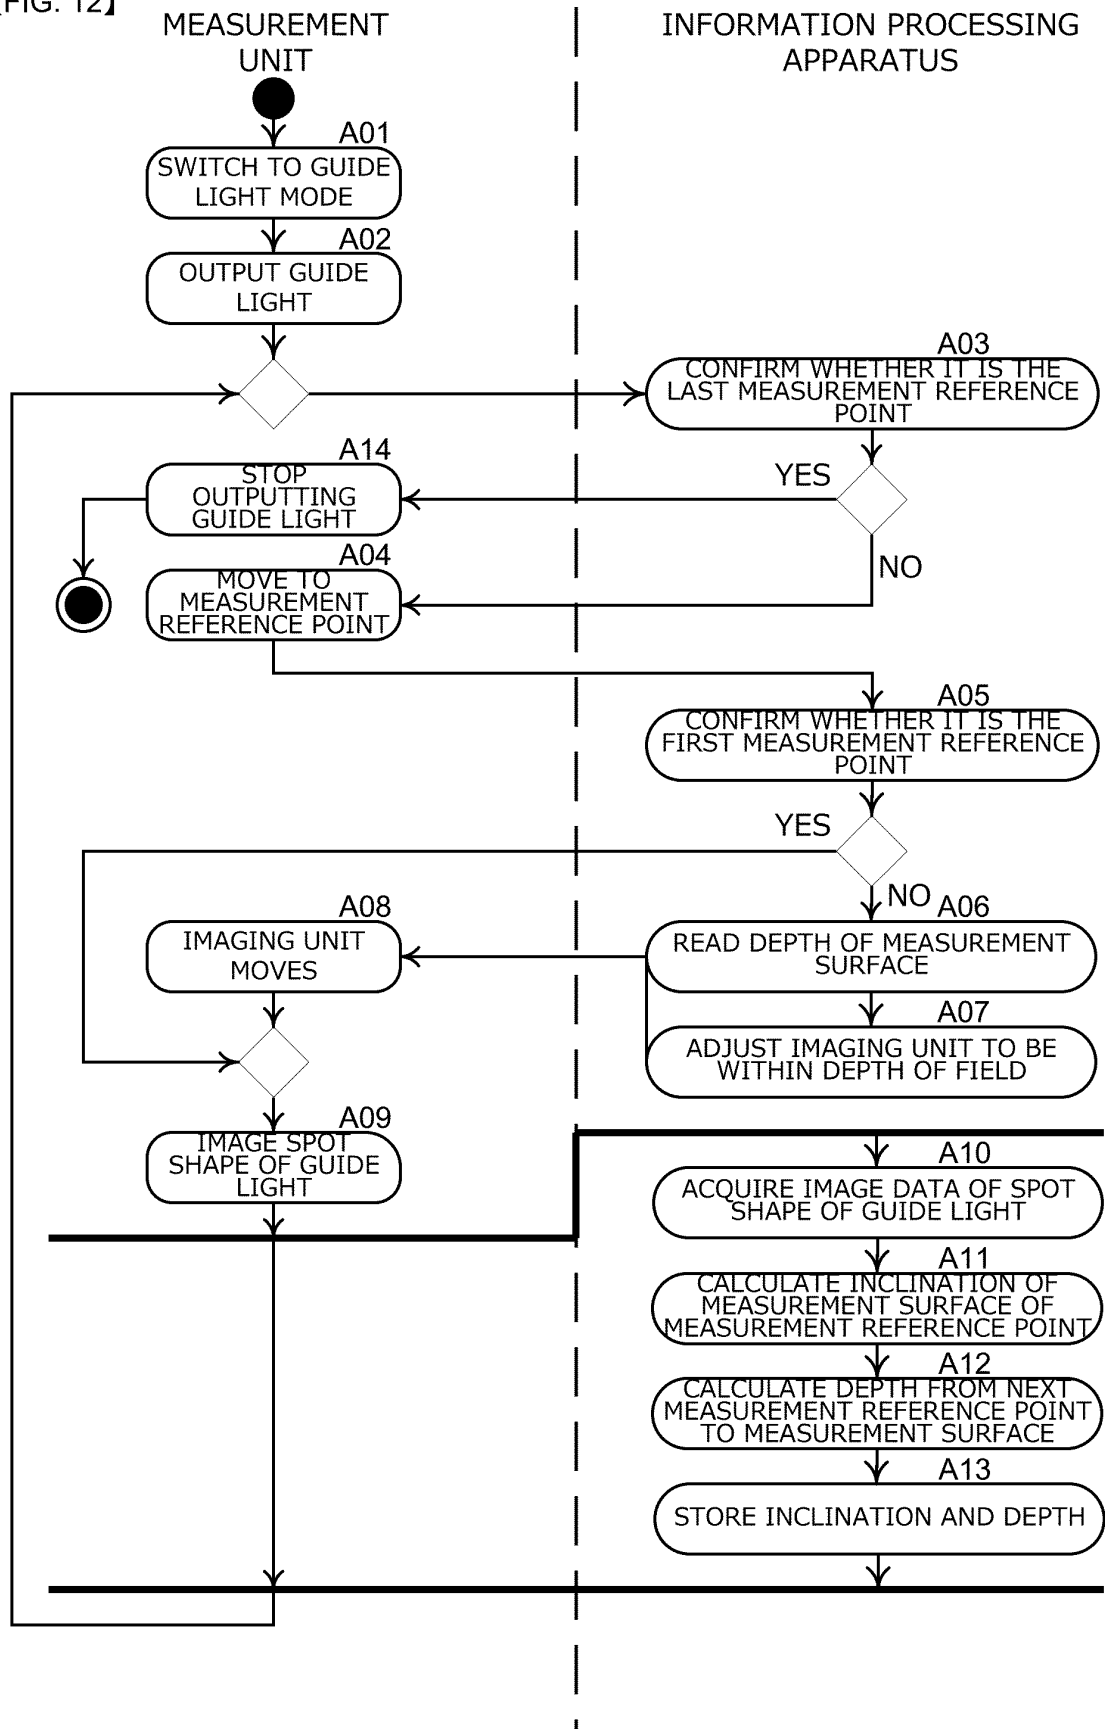 FIG. 12】
MEASUREMENT
UNIT
INFORMATION PROCESSING
APPARATUS
A01
SWITCH TO GUIDE
LIGHT MODE
A02
OUTPUT GUIDE
LIGHT
A03
CONFIRM WHETHER IT IS THE
LAST MEASUREMENT REFERENCE
POINT
A14
STOP
OUTPUTTING
GUIDE LIGHT
YES
NO
A04
MOVE TO
MEASUREMENT
REFERENCE POINT
A05
CONFIRM WHETHER IT IS THE
FIRST MEASUREMENT REFERENCE
POINT
YES
NO
A08
IMAGING UNIT
MOVES
A06
READ DEPTH OF MEASUREMENT
SURFACE
A07
ADJUST IMAGING UNIT TO BE
WITHIN DEPTH OF FIELD
A09
IMAGE SPOT
SHAPE OF GUIDE
LIGHT
A10
ACQUIRE IMAGE DATA OF SPOT
SHAPE OF GUIDE LIGHT
A11
CALCULATE INCLINATION OF
MEASUREMENT SURFACE OF
MEASUREMENT REFERENCE POINT
A12
CALCULATE DEPTH FROM NEXT
MEASUREMENT REFERENCE POINT
TO MEASUREMENT SURFACE
A13
STORE INCLINATION AND DEPTH